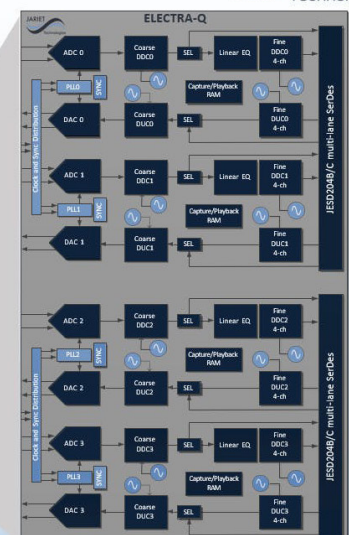 JARIET
Technologies
ELECTRA-Q
ADC 0
Coarse
DDC0
SEL
Linear EQ
Fine
DDC0
4-ch
PLL0
SYNC
Capture/Playback
RAM
DAC 0
Coarse
DUC0
SEL
Fine
DUC0
4-ch
Clock and Sync Distribution
JESD204B/C multi-lane SerDes
ADC 1
Coarse
DDC1
SEL
Linear EQ
Fine
DDC1
4-ch
PLL1
SYNC
Capture/Playback
RAM
DAC 1
Coarse
DUC1
SEL
Fine
DUC1
4-ch
ADC 2
Coarse
DDC2
SEL
Linear EQ
Fine
DDC2
4-ch
PLL2
SYNC
Capture/Playback
RAM
DAC 2
Coarse
DUC2
SEL
Fine
DUC2
4-ch
Clock and Sync Distribution
JESD204B/C multi-lane SerDes
ADC 3
Coarse
DDC3
SEL
Linear EQ
Fine
DDC3
4-ch
PLL3
SYNC
Capture/Playback
RAM
DAC 3
Coarse
DUC3
SEL
Fine
DUC3
4-ch